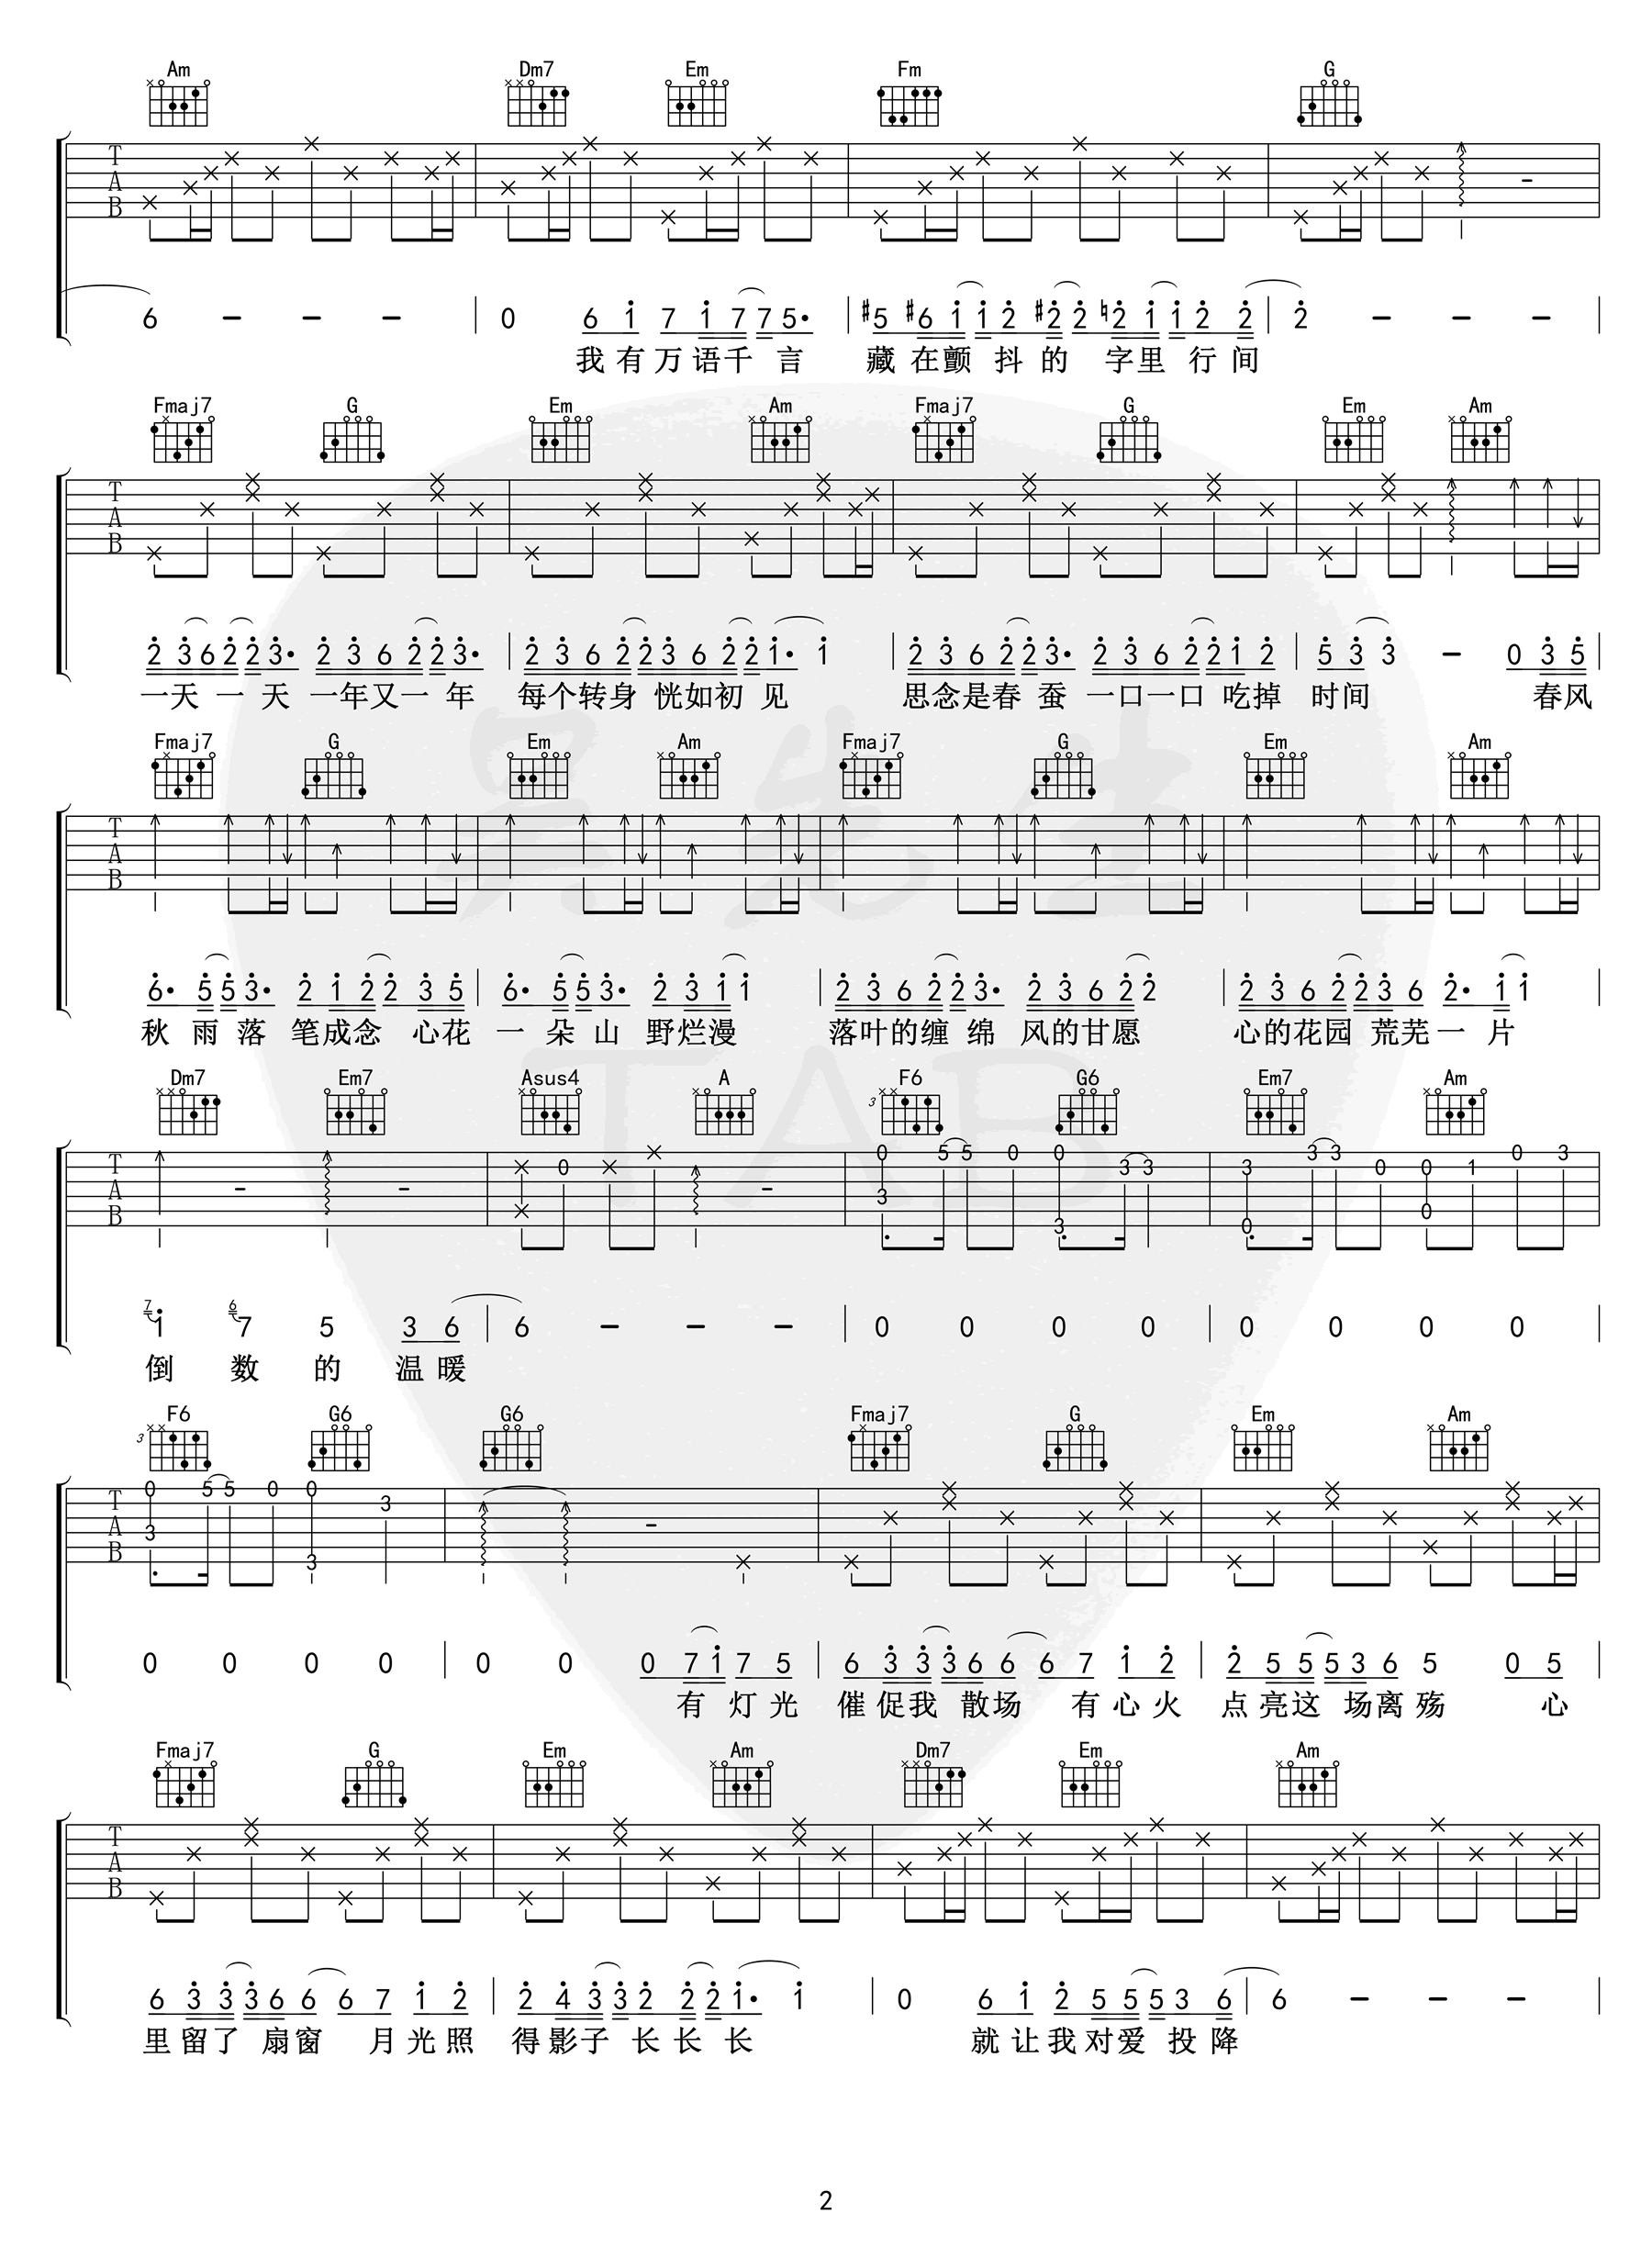 Am Dm7 Em Fm G
T A B
6 - - - 0 6 1 7 1 7 7 5· #5 #6 1 1 2 #2 2 ♮2 1 1 2 2 2 - - -
我有万语千言 藏在颤抖的字里行间
Fmaj7 G Em Am Fmaj7 G Em Am
T A B
2 3 6 2 2 3· 2 3 6 2 2 3· 2 3 6 2 2 3 6 2 2 1· 1 2 3 6 2 2 3· 2 3 6 2 2 1 2 5 3 3 - 0 3 5
一天一天一年又一年 每个转身恍如初见 思念是春蚕一口一口吃掉 时间 春风
Fmaj7 G Em Am Fmaj7 G Em Am
T A B
6· 5 5 3· 2 1 2 2 3 5 6· 5 5 3· 2 3 1 1 2 3 6 2 2 3· 2 3 6 2 2 2 3 6 2 2 3 6 2· 1 1
秋雨落笔成念 心花 一朵山野烂漫 落叶的缠绵风的甘愿 心的花园荒芜一片
Dm7 Em7 Asus4 A F6 G6 Em7 Am
3
T A B
0 3 5 5 0 0 3 3 3 3 0 3 3 0 0 0 1 0 3
0
7 1 6 7 5 3 6 6 - - - 0 0 0 0 0 0 0 0
倒数的温暖
F6 G6 G6 Fmaj7 G Em Am
3
T A B
0 3 5 5 0 0 3 3
0 0 0 0 0 0 0 7 1 7 5 6 3 3 3 6 6 6 7 1 2 2 5 5 5 3 6 5 0 5
有灯光 催促我散场 有心火 点亮这场离殇 心
Fmaj7 G Em Am Dm7 Em Am
T A B
6 3 3 3 6 6 6 7 1 2 2 4 3 3 2 2 2 1· 1 0 6 1 2 5 5 5 3 6 6 - - -
里留了扇窗 月光照 得影子长长长 就让我对爱投降
吴先生
TAB
2